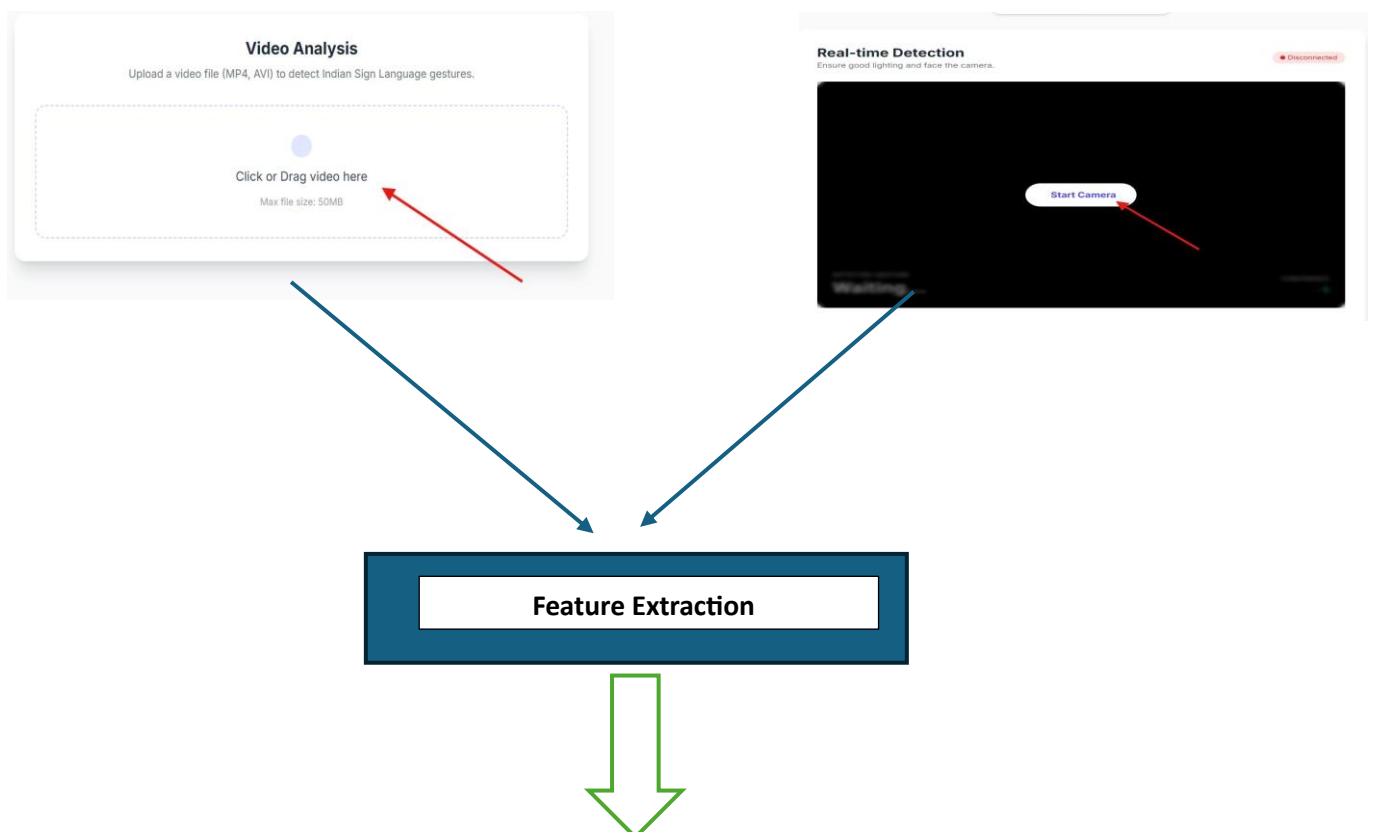 Video Analysis
Upload a video file (MP4, AVI) to detect Indian Sign Language gestures.
Click or Drag video here
Max file size: 50MB
Real-time Detection
Ensure good lighting and face the camera.
Disconnected
Start Camera
Waiting...
Feature Extraction